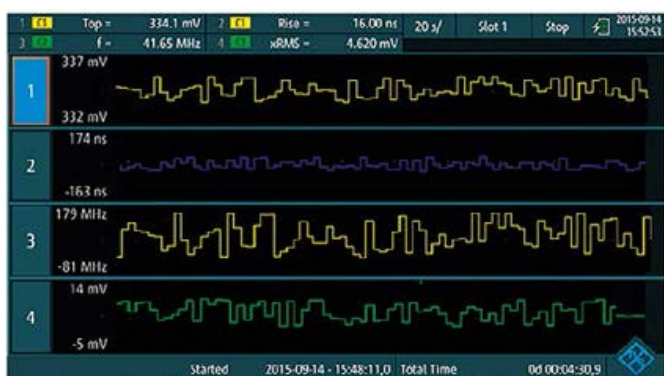 1 C1 Top = 334.1 mV 2 C1 Rise = 16.00 ns 20 s/ Slot 1 Stop 2015-09-14
3 C2 f = 41.65 MHz 4 C2 xRMS = 4.620 mV 15:52:53
337 mV
1
332 mV
174 ns
2
-163 ns
179 MHz
3
-81 MHz
14 mV
4
-5 mV
Started 2015-09-14 - 15:48:11,0 Total Time 0d 00:04:30,9